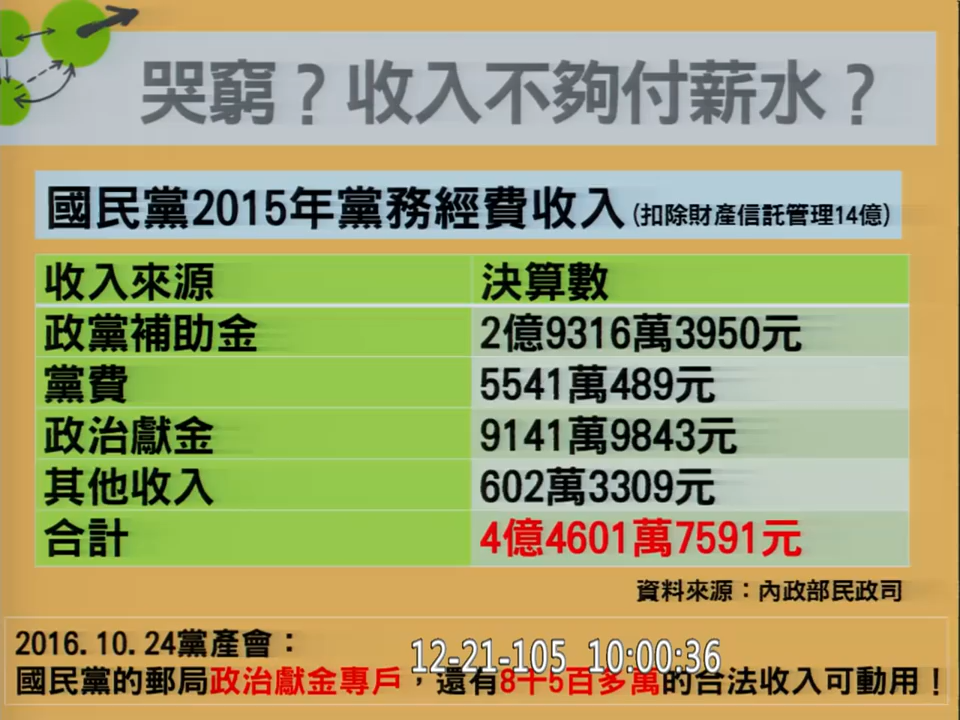 哭窮？收入不夠付薪水？
國民黨2015年黨務經費收入(扣除財產信託管理14億)
收入來源 決算數
政黨補助金 2億9316萬3950元
黨費 5541萬489元
政治獻金 9141萬9843元
其他收入 602萬3309元
合計 4億4601萬7591元
資料來源：內政部民政司
2016.10.24黨產會：
12-21-105 10:00:36
國民黨的郵局政治獻金專戶，還有8千5百多萬的合法收入可動用！